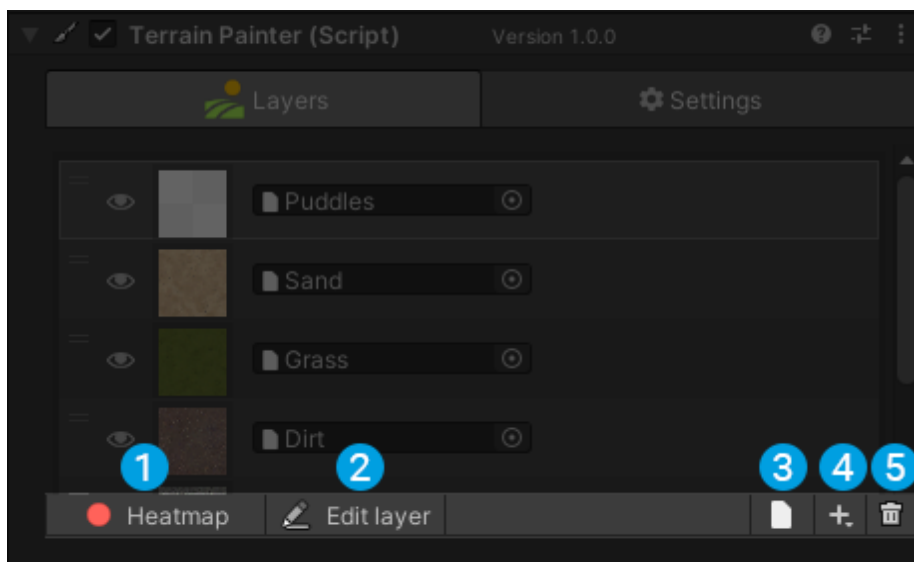 Terrain Painter (Script) Version 1.0.0
Layers Settings
Puddles
Sand
Grass
Dirt
1 2 3 4 5
Heatmap Edit layer